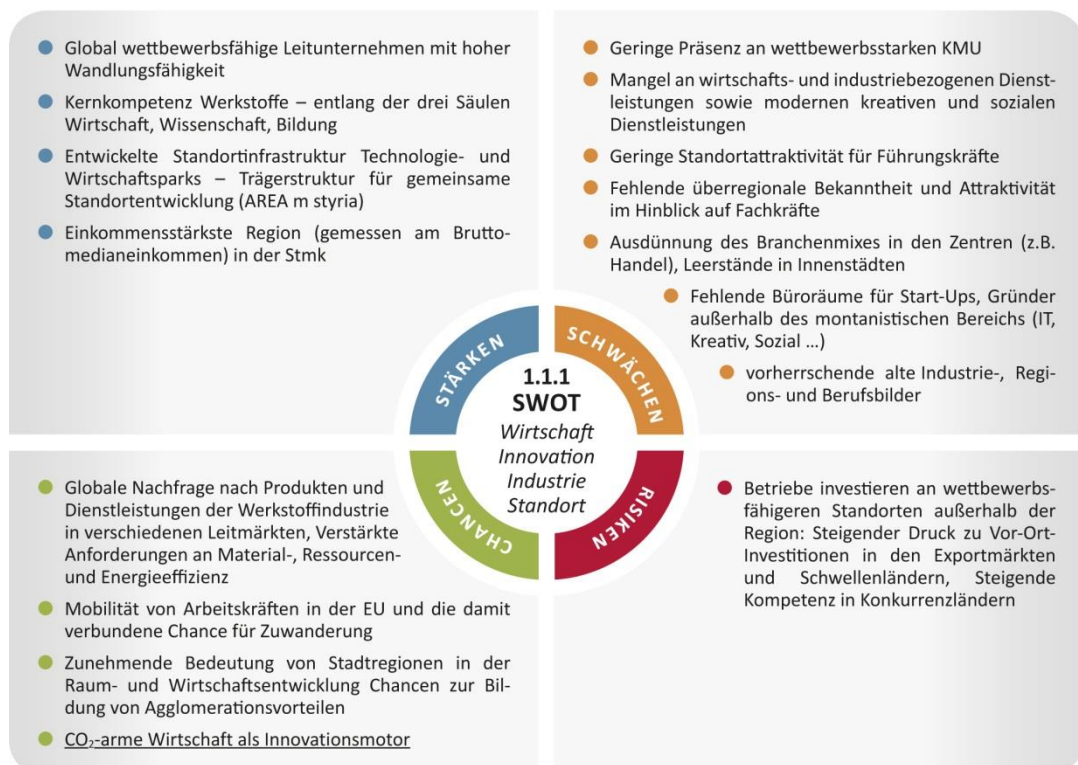 Global wettbewerbsfähige Leitunternehmen mit hoher
Wandlungsfähigkeit
Kernkompetenz Werkstoffe – entlang der drei Säulen
Wirtschaft, Wissenschaft, Bildung
Entwickelte Standortinfrastruktur Technologie- und
Wirtschaftsparks – Trägerstruktur für gemeinsame
Standortentwicklung (AREA m styria)
Einkommensstärkste Region (gemessen am Brutto-
medianeinkommen) in der Stmk
Geringe Präsenz an wettbewerbsstarken KMU
Mangel an wirtschafts- und industriebezogenen Dienst-
leistungen sowie modernen kreativen und sozialen
Dienstleistungen
Geringe Standortattraktivität für Führungskräfte
Fehlende überregionale Bekanntheit und Attraktivität
im Hinblick auf Fachkräfte
Ausdünnung des Branchenmixes in den Zentren (z.B.
Handel), Leerstände in Innenstädten
Fehlende Büroräume für Start-Ups, Gründer
außerhalb des montanistischen Bereichs (IT,
Kreativ, Sozial ...)
vorherrschende alte Industrie-, Regi-
ons- und Berufsbilder
STÄRKEN
SCHWÄCHEN
1.1.1
SWOT
Wirtschaft
Innovation
Industrie
Standort
CHANCEN
RISIKEN
Globale Nachfrage nach Produkten und
Dienstleistungen der Werkstoffindustrie
in verschiedenen Leitmärkten, Verstärkte
Anforderungen an Material-, Ressourcen-
und Energieeffizienz
Mobilität von Arbeitskräften in der EU und die damit
verbundene Chance für Zuwanderung
Zunehmende Bedeutung von Stadtregionen in der
Raum- und Wirtschaftsentwicklung Chancen zur Bil-
dung von Agglomerationsvorteilen
CO₂-arme Wirtschaft als Innovationsmotor
Betriebe investieren an wettbewerbs-
fähigeren Standorten außerhalb der
Region: Steigender Druck zu Vor-Ort-
Investitionen in den Exportmärkten
und Schwellenländern, Steigende
Kompetenz in Konkurrenzländern